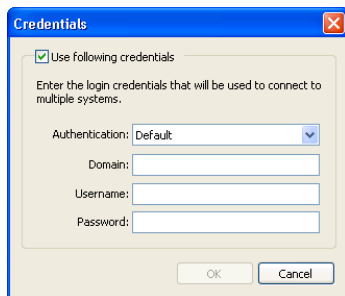 Credentials
Use following credentials
Enter the login credentials that will be used to connect to
multiple systems.
Authentication: Default
Domain:
Username:
Password:
OK Cancel